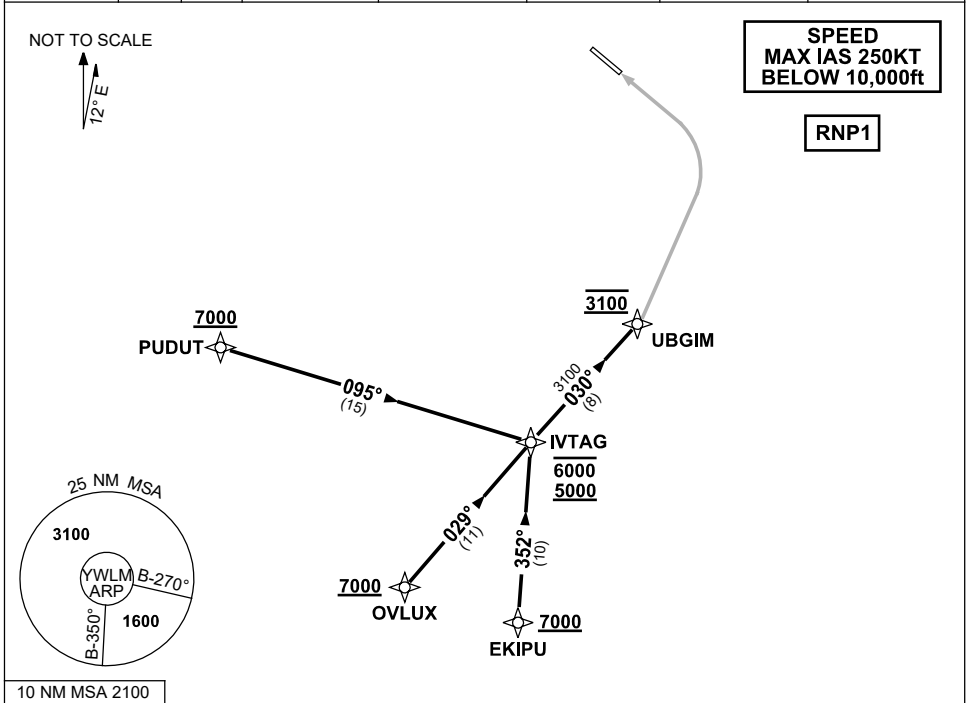 NOT TO SCALE
12° E
SPEED
MAX IAS 250KT
BELOW 10,000ft
RNP1
7000
PUDUT
095°
(15)
3100
UBGIM
3100
030°
(8)
IVTAG
6000
5000
029°
(11)
352°
(10)
7000
OVLUX
7000
EKIPU
25 NM MSA
3100
YWLM
ARP
B-270°
B-350°
1600
10 NM MSA 2100